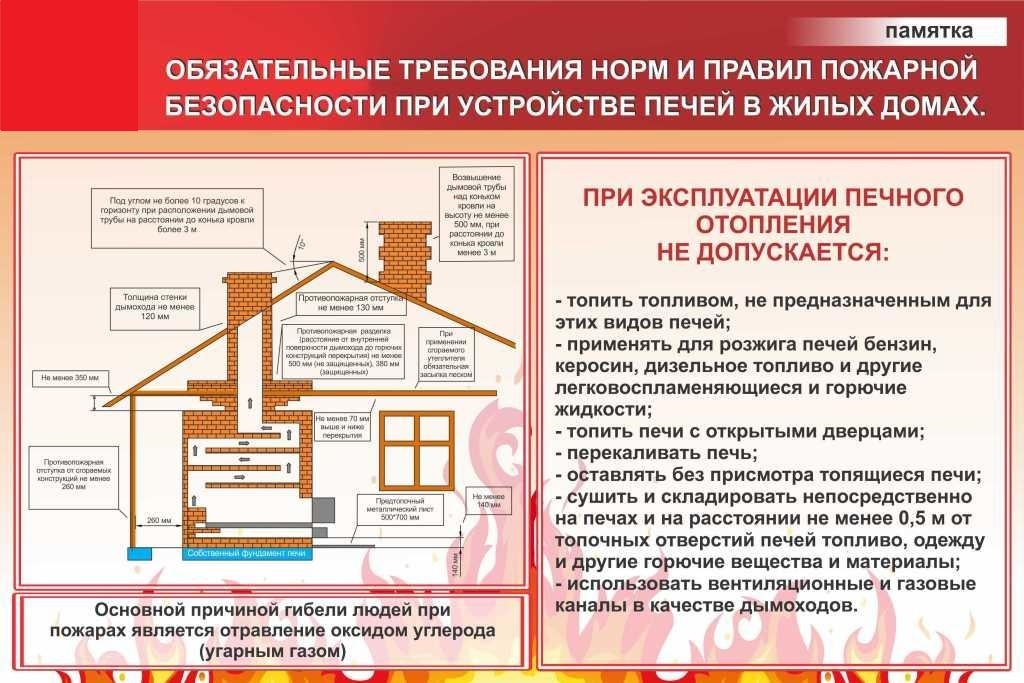 памятка
ОБЯЗАТЕЛЬНЫЕ ТРЕБОВАНИЯ НОРМ И ПРАВИЛ ПОЖАРНОЙ
БЕЗОПАСНОСТИ ПРИ УСТРОЙСТВЕ ПЕЧЕЙ В ЖИЛЫХ ДОМАХ.
Под углом не более 10 градусов к
горизонту при расположении дымовой
трубы на расстоянии до конька кровли
более 3 м
Возвышение
дымовой трубы
над коньком
кровли на
высоту не менее
500 мм, при
расстоянии до
конька кровли
менее 3 м
10°
500 мм
Толщина стенки
дымохода не менее
120 мм
Противопожарная отступка
не менее 130 мм
Противопожарная разделка
(расстояние от внутренней
поверхности дымохода до горючих
конструкций перекрытия) не менее
500 мм (не защищенных), 380 мм
(защищенных)
При
применении
сгораемого
утеплителя
обязательная
засыпка песком
Не менее 350 мм
Не менее 70 мм
выше и ниже
перекрытия
Противопожарная
отступка от сгораемых
конструкций не менее
260 мм
260 мм
Предтопочный
металлический лист
500*700 мм
Не менее
140 мм
140 мм
Собственный фундамент печи
Основной причиной гибели людей при
пожарах является отравление оксидом углерода
(угарным газом)
ПРИ ЭКСПЛУАТАЦИИ ПЕЧНОГО
ОТОПЛЕНИЯ
НЕ ДОПУСКАЕТСЯ:
- топить топливом, не предназначенным для
этих видов печей;
- применять для розжига печей бензин,
керосин, дизельное топливо и другие
легковоспламеняющиеся и горючие
жидкости;
- топить печи с открытыми дверцами;
- перекаливать печь;
- оставлять без присмотра топящиеся печи;
- сушить и складировать непосредственно
на печах и на расстоянии не менее 0,5 м от
топочных отверстий печей топливо, одежду
и другие горючие вещества и материалы;
- использовать вентиляционные и газовые
каналы в качестве дымоходов.